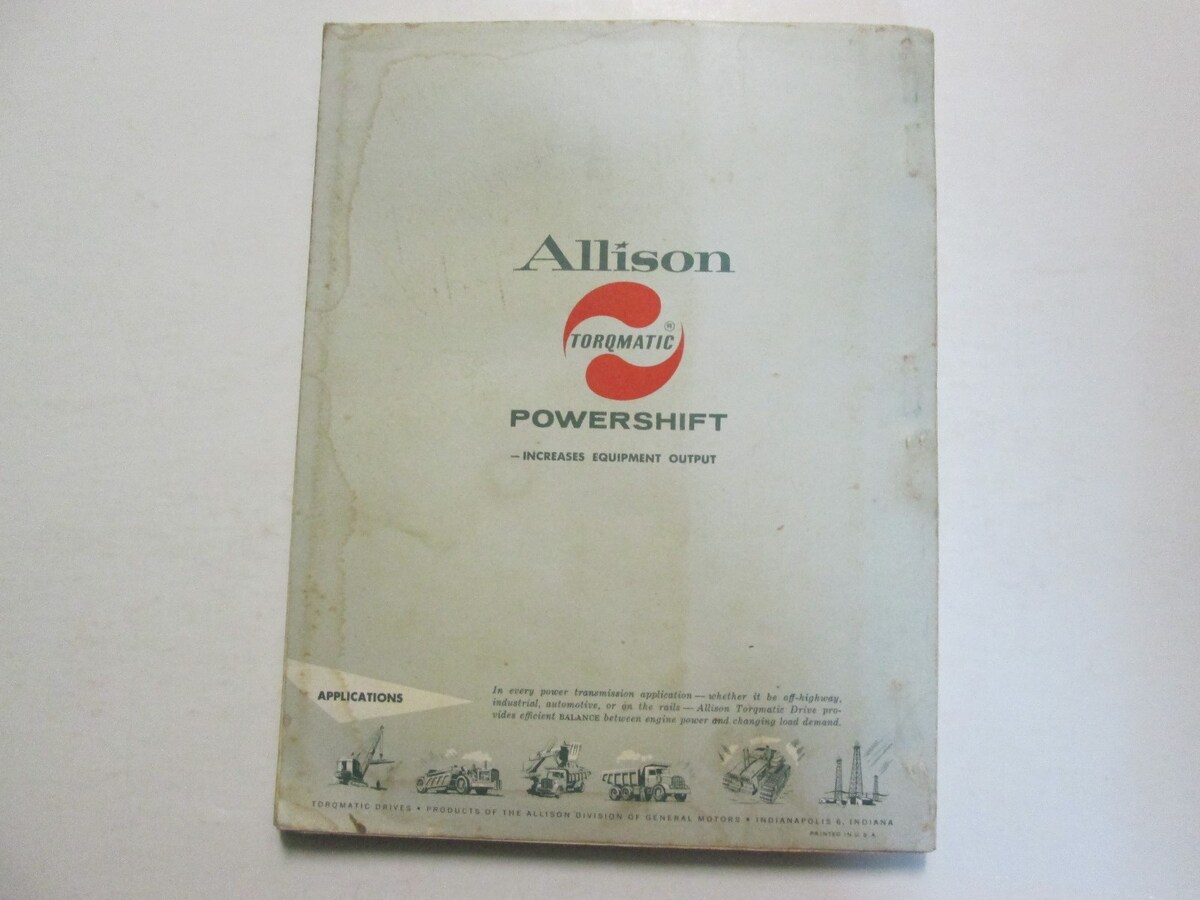 Allison
TORQMATIC ®
POWERSHIFT
— INCREASES EQUIPMENT OUTPUT
APPLICATIONS
In every power transmission application — whether it be off-highway,
industrial, automotive, or on the rails — Allison Torqmatic Drive pro-
vides efficient BALANCE between engine power and changing load demand.
TORQMATIC DRIVES • PRODUCTS OF THE ALLISON DIVISION OF GENERAL MOTORS • INDIANAPOLIS 6, INDIANA
PRINTED IN U.S.A.